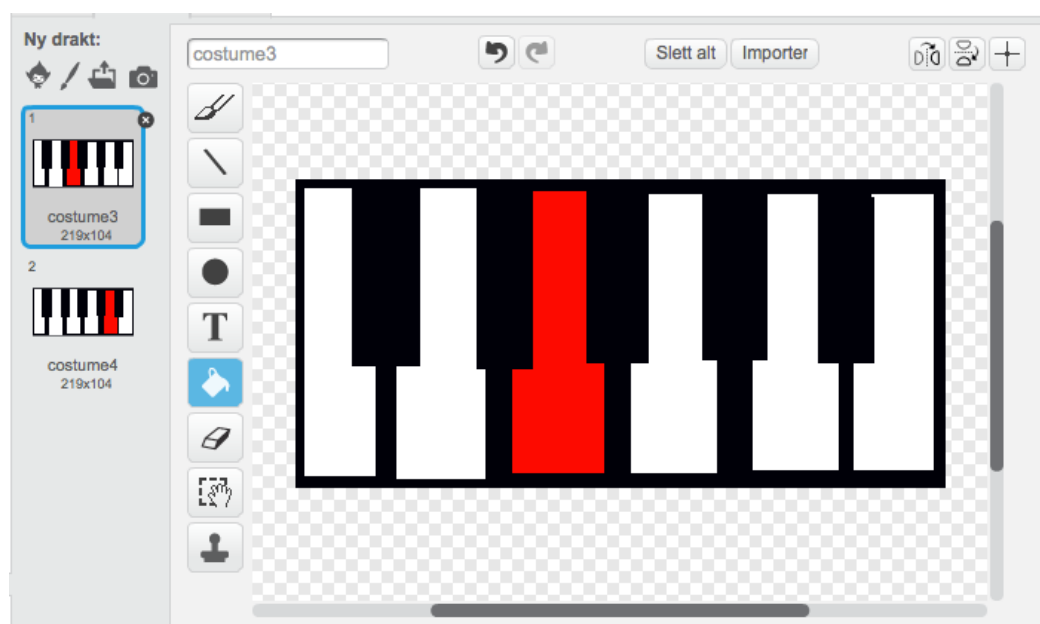 Ny drakt:
costume3
Slett alt
Importer
1
costume3
219x104
2
costume4
219x104
T